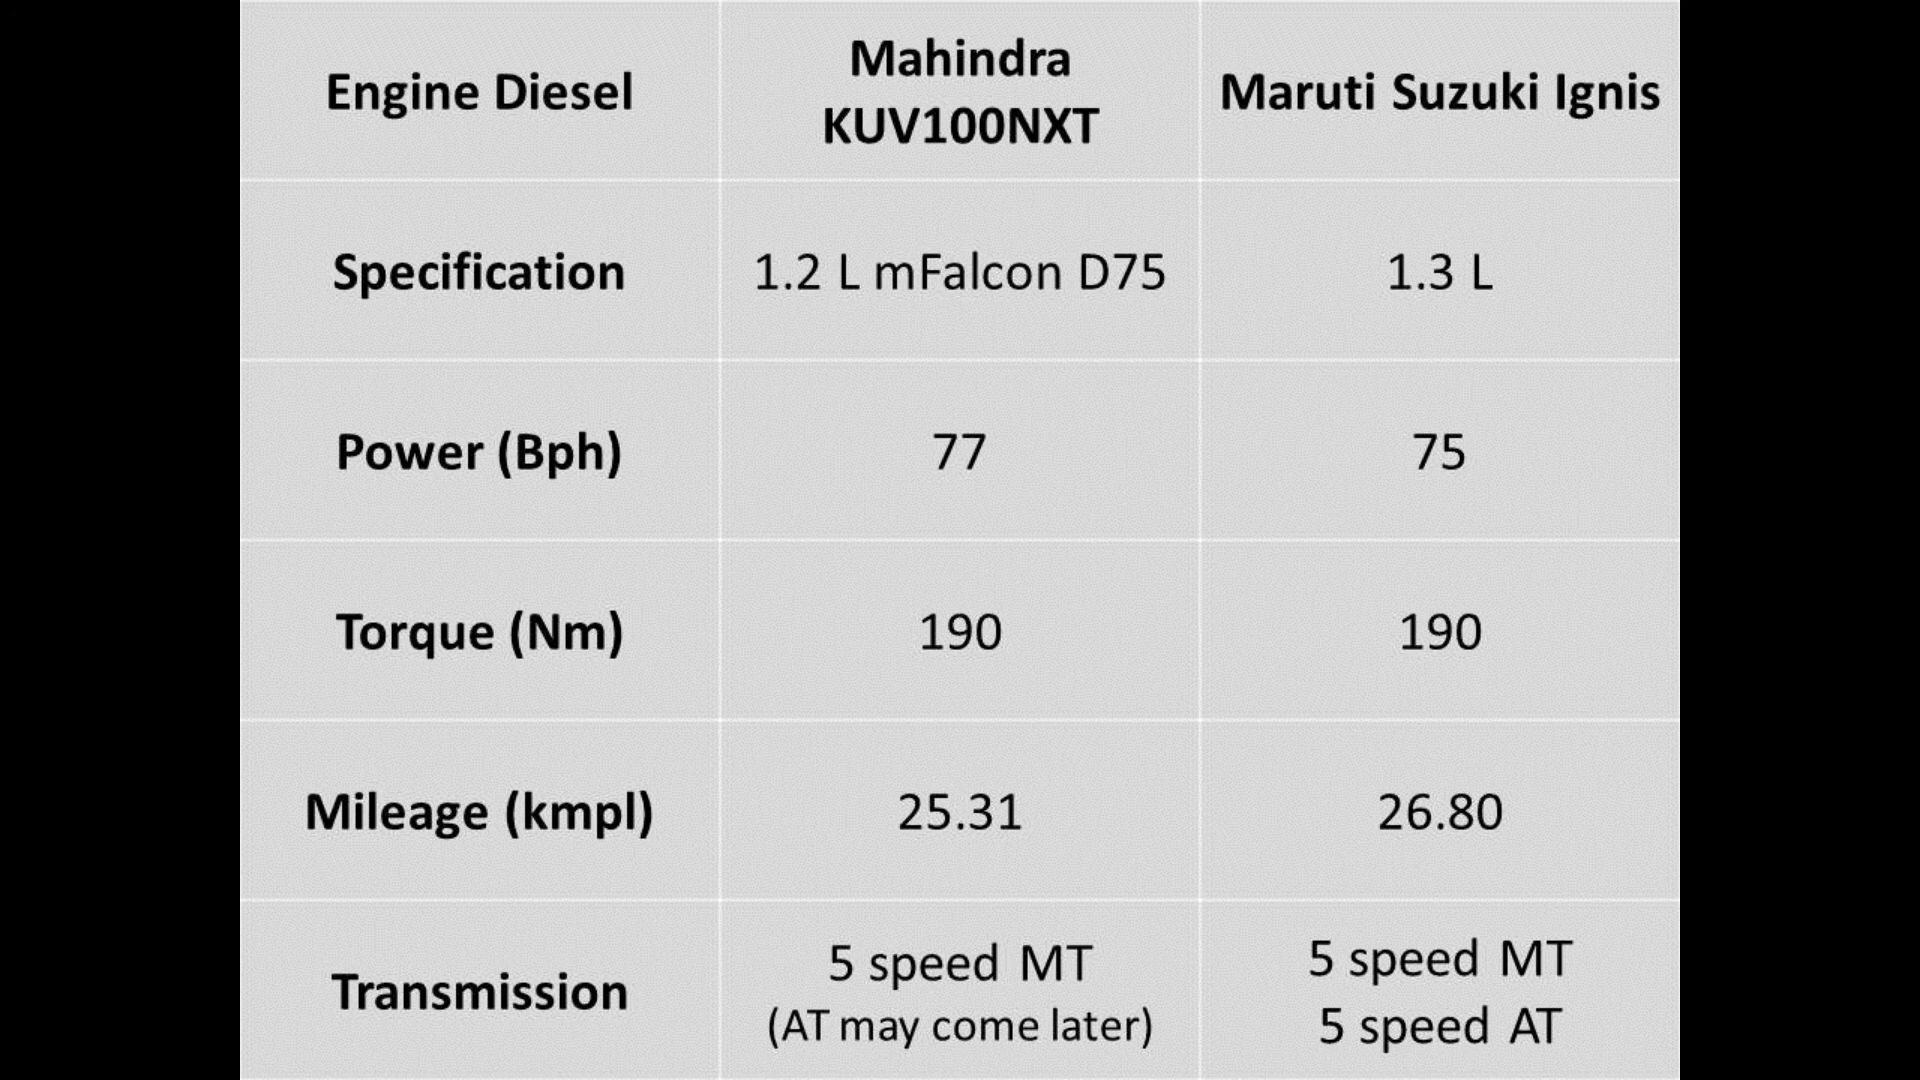 Engine Diesel
Mahindra
KUV100NXT
Maruti Suzuki Ignis
Specification
1.2 L mFalcon D75
1.3 L
Power (Bph)
77
75
Torque (Nm)
190
190
Mileage (kmpl)
25.31
26.80
Transmission
5 speed MT
(AT may come later)
5 speed MT
5 speed AT